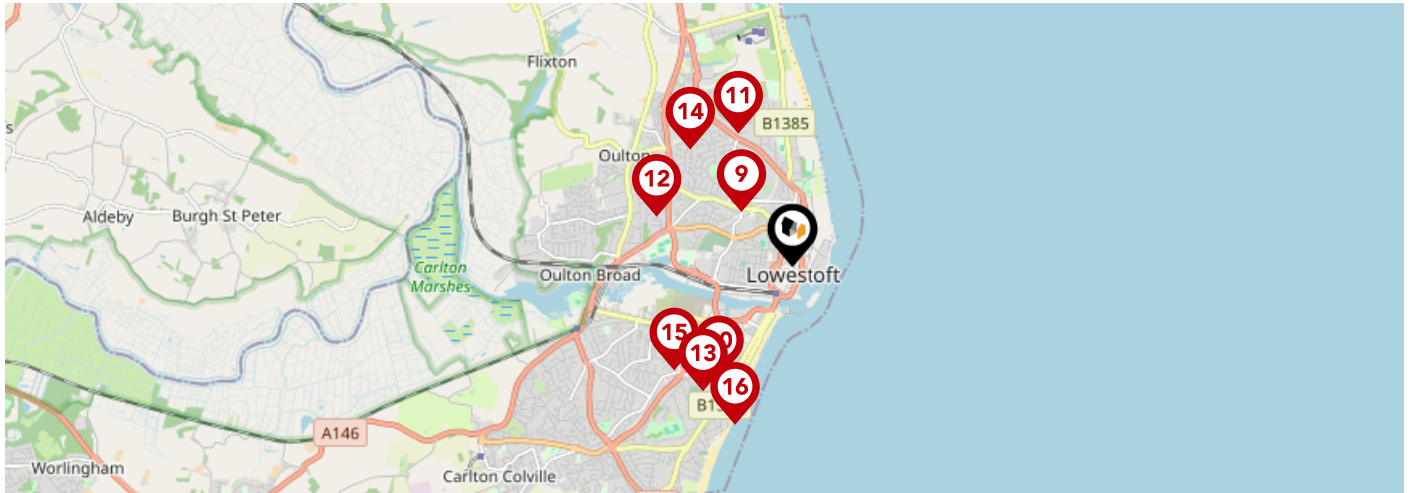 Flixton
11
14
B1385
Oulton
9
12
Aldeby
Burgh St Peter
Carlton
Marshes
Oulton Broad
Lowestoft
15
13
16
A146
Worlingham
Carlton Colville